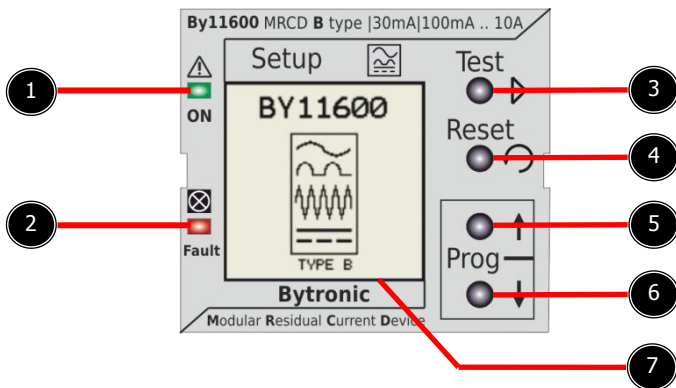 By11600 MRCD B type |30mA|100mA .. 10A
Setup
Test
1
ON
BY11600
3
Reset
4
2
Fault
5
Prog
TYPE B
6
Bytronic
Modular Residual Current Device
7